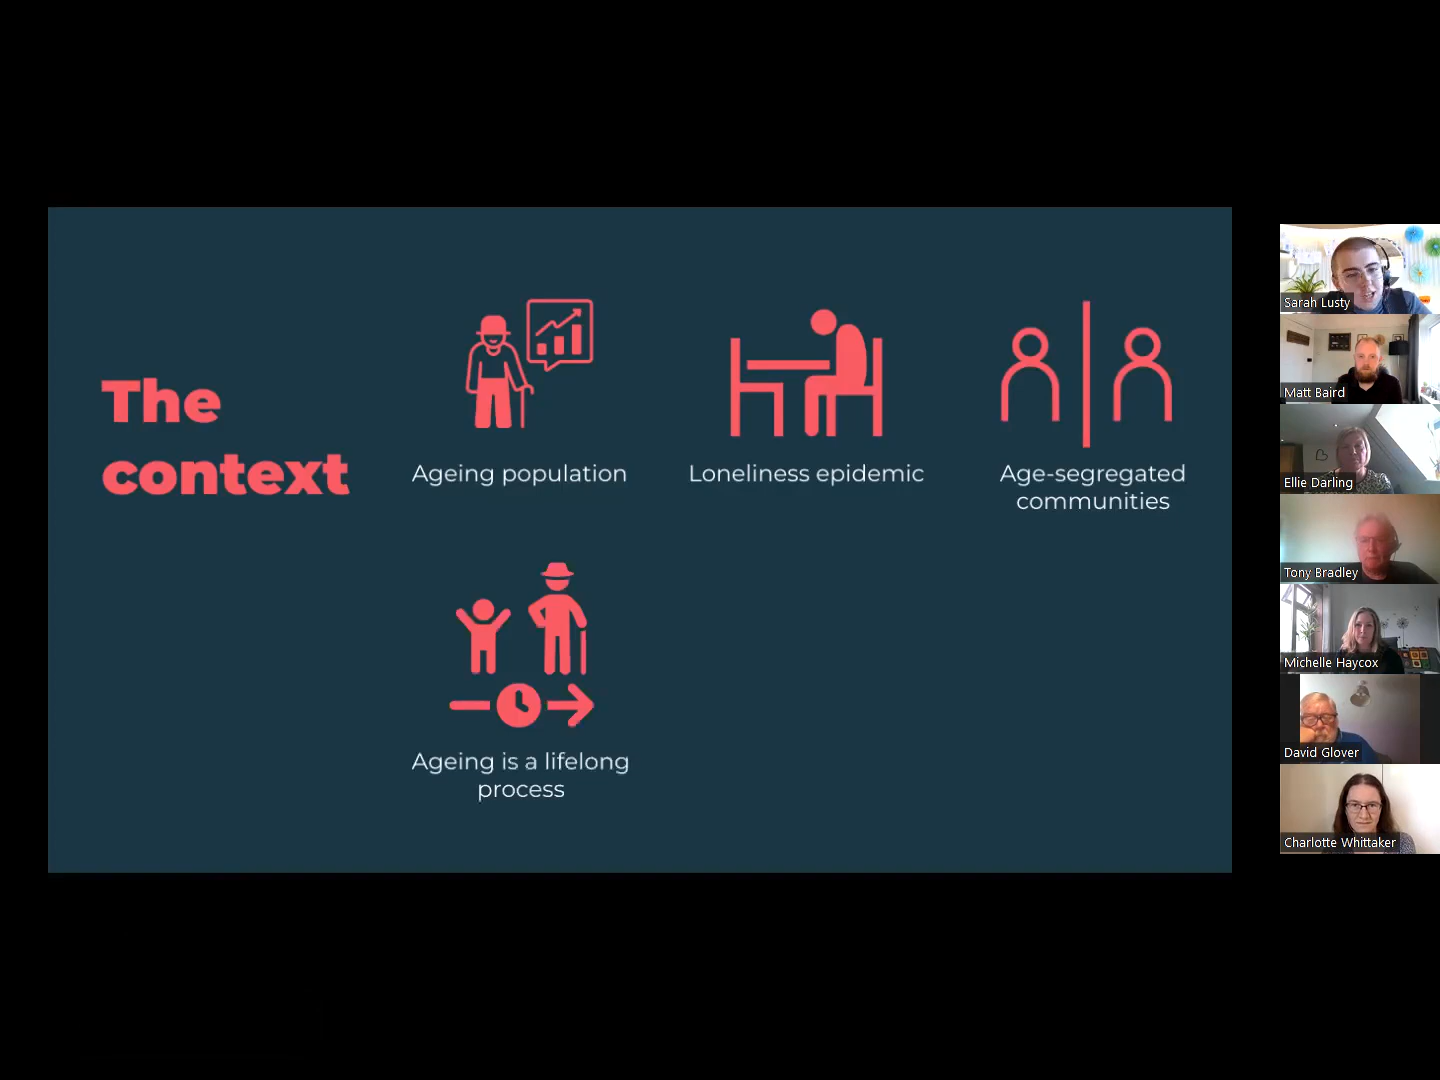 The
context
Ageing population
Loneliness epidemic
Age-segregated
communities
Ageing is a lifelong
process
Sarah Lusty
Matt Baird
Ellie Darling
Tony Bradley
Michelle Haycox
David Glover
Charlotte Whittaker